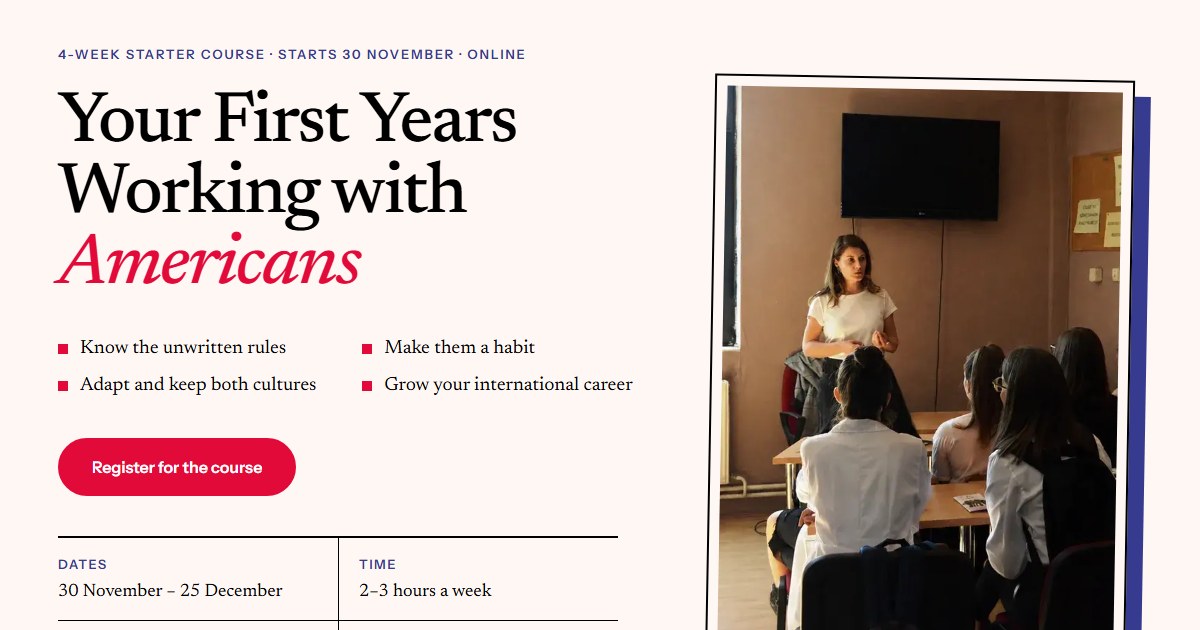 4-WEEK STARTER COURSE · STARTS 30 NOVEMBER · ONLINE
Your First Years
Working with
Americans
Know the unwritten rules
Make them a habit
Adapt and keep both cultures
Grow your international career
Register for the course
DATES
30 November – 25 December
TIME
2–3 hours a week